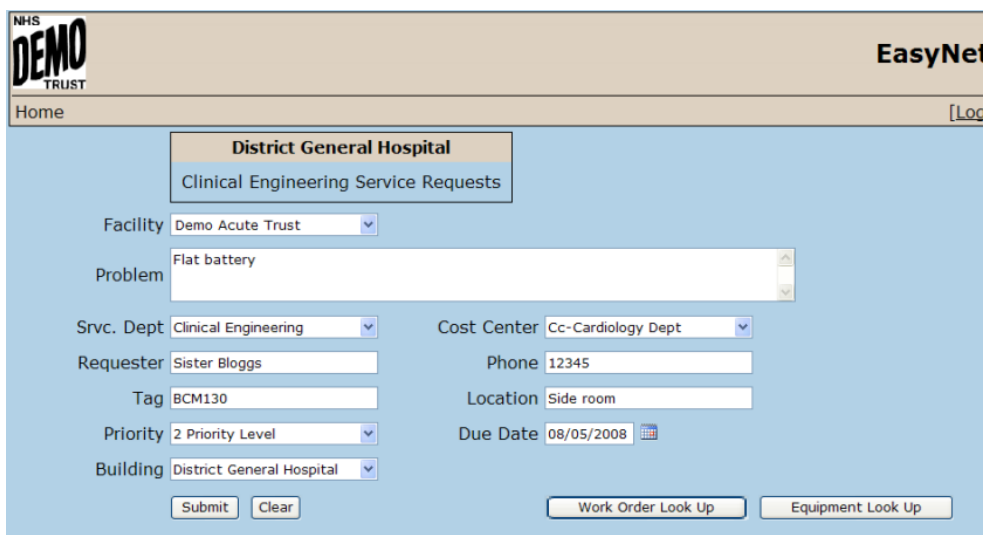 NHS
DEMO
TRUST
EasyNet
Home [Log
District General Hospital
Clinical Engineering Service Requests
Facility Demo Acute Trust
Problem Flat battery
Srvc. Dept Clinical Engineering Cost Center Cc-Cardiology Dept
Requester Sister Bloggs Phone 12345
Tag BCM130 Location Side room
Priority 2 Priority Level Due Date 08/05/2008
Building District General Hospital
Submit Clear Work Order Look Up Equipment Look Up